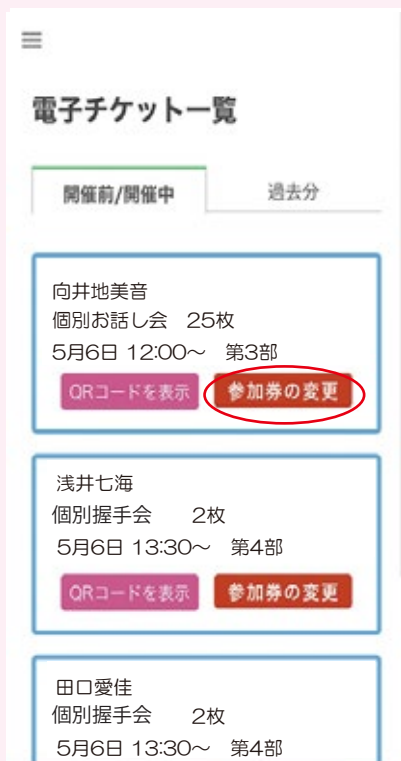 電子チケット一覧
開催前/開催中 過去分
向井地美音
個別お話し会 25枚
5月6日 12:00～ 第3部
QRコードを表示 参加券の変更
浅井七海
個別握手会 2枚
5月6日 13:30～ 第4部
QRコードを表示 参加券の変更
田口愛佳
個別握手会 2枚
5月6日 13:30～ 第4部